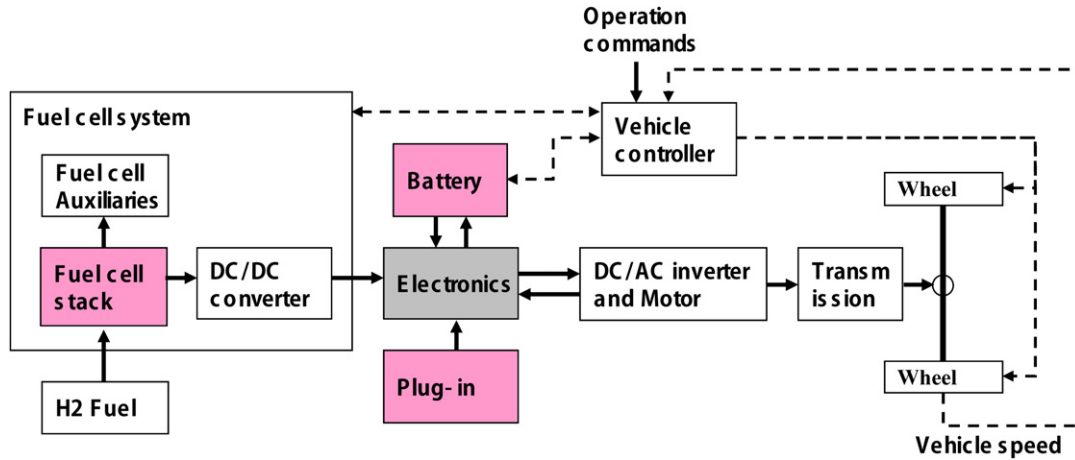 Operation
commands
Fuel cell system
Vehicle
controller
Fuel cell
Auxiliaries
Battery
Wheel
Fuel cell
stack
DC/DC
converter
Electronics
DC/AC inverter
and Motor
Transm
ission
H2 Fuel
Plug-in
Wheel
Vehicle speed